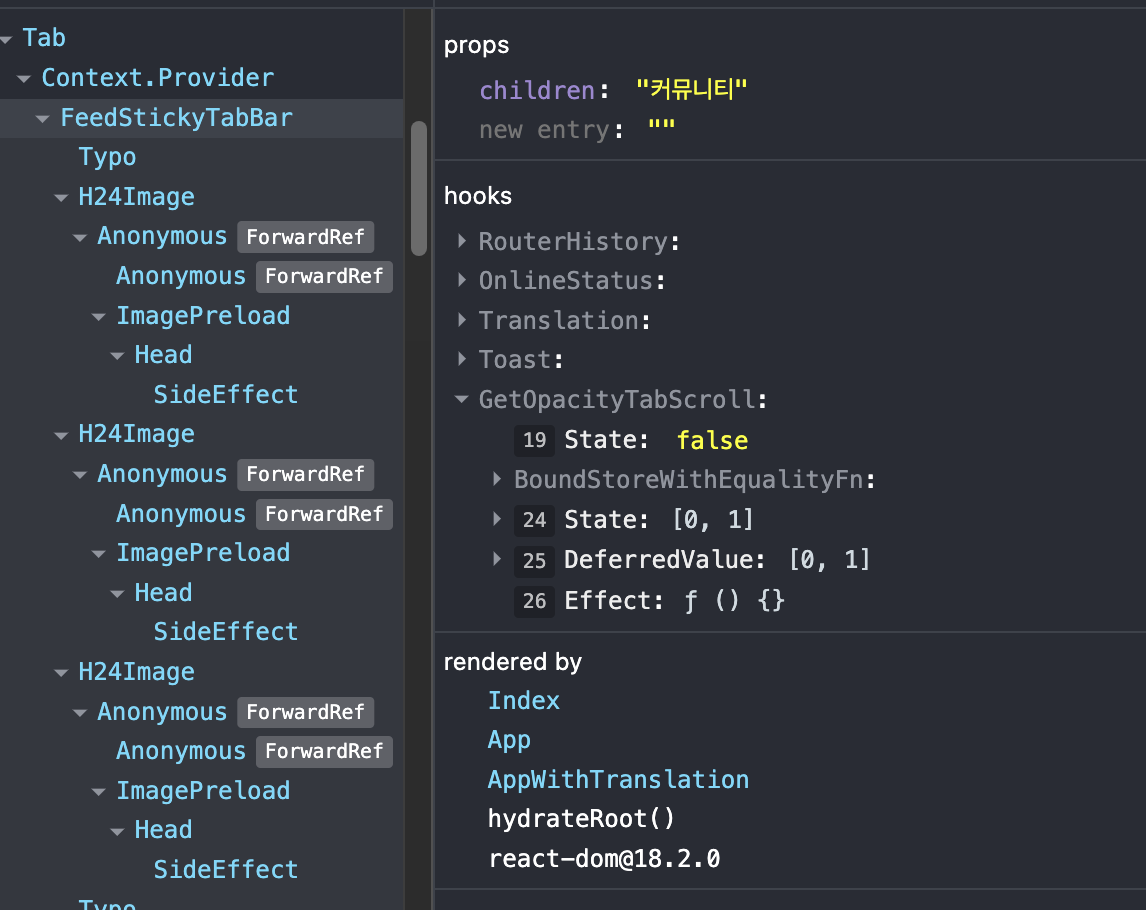 Tab
Context.Provider
FeedStickyTabBar
Typo
H24Image
Anonymous ForwardRef
Anonymous ForwardRef
ImagePreload
Head
SideEffect
H24Image
Anonymous ForwardRef
Anonymous ForwardRef
ImagePreload
Head
SideEffect
H24Image
Anonymous ForwardRef
Anonymous ForwardRef
ImagePreload
Head
SideEffect
Typo
props
children: "커뮤니티"
new entry: ""
hooks
RouterHistory:
OnlineStatus:
Translation:
Toast:
GetOpacityTabScroll:
19 State: false
BoundStoreWithEqualityFn:
24 State: [0, 1]
25 DeferredValue: [0, 1]
26 Effect: ƒ () {}
rendered by
Index
App
AppWithTranslation
hydrateRoot()
react-dom@18.2.0